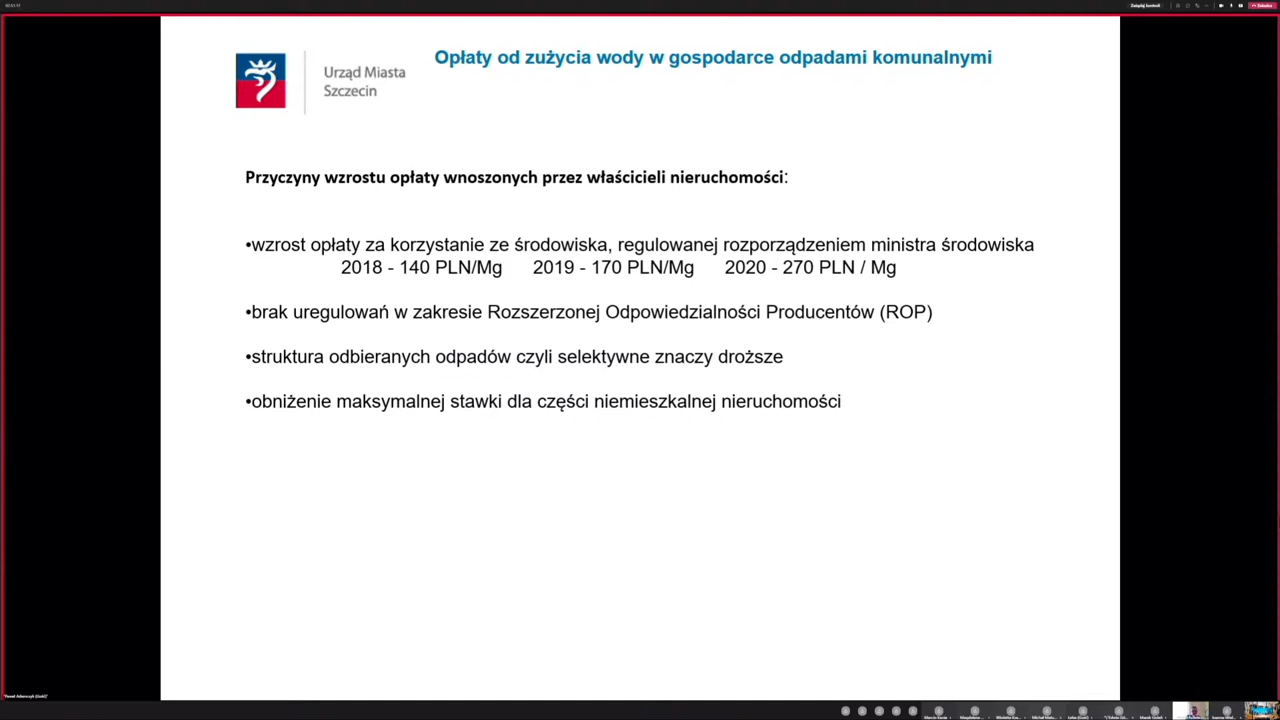 Zażądaj kontroli
Opłaty od zużycia wody w gospodarce odpadami komunalnymi
Urząd Miasta
Szczecin
Przyczyny wzrostu opłaty wnoszonych przez właścicieli nieruchomości:
•wzrost opłaty za korzystanie ze środowiska, regulowanej rozporządzeniem ministra środowiska
2018 - 140 PLN/Mg 2019 - 170 PLN/Mg 2020 - 270 PLN / Mg
•brak uregulowań w zakresie Rozszerzonej Odpowiedzialności Producentów (ROP)
•struktura odbieranych odpadów czyli selektywne znaczy droższe
•obniżenie maksymalnej stawki dla części niemieszkalnej nieruchomości